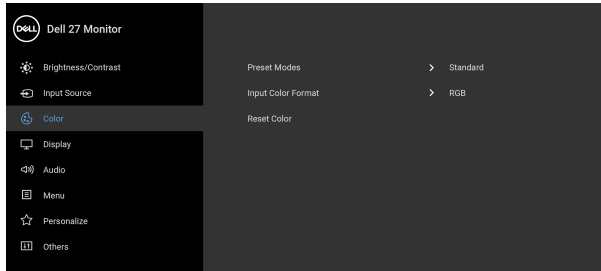 DELL Dell 27 Monitor
Brightness/Contrast
Input Source
Color
Display
Audio
Menu
Personalize
Others
Preset Modes > Standard
Input Color Format > RGB
Reset Color